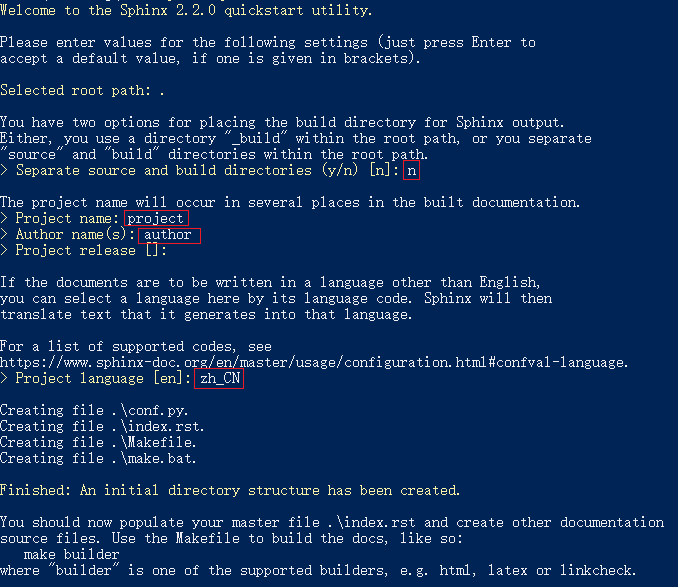 Welcome to the Sphinx 2.2.0 quickstart utility.
Please enter values for the following settings (just press Enter to
accept a default value, if one is given in brackets).
Selected root path: .
You have two options for placing the build directory for Sphinx output.
Either, you use a directory "_build" within the root path, or you separate
"source" and "build" directories within the root path.
> Separate source and build directories (y/n) [n]: n
The project name will occur in several places in the built documentation.
> Project name: project
> Author name(s): author
> Project release []:
If the documents are to be written in a language other than English,
you can select a language here by its language code. Sphinx will then
translate text that it generates into that language.
For a list of supported codes, see
https://www.sphinx-doc.org/en/master/usage/configuration.html#confval-language.
> Project language [en]: zh_CN
Creating file .\conf.py.
Creating file .\index.rst.
Creating file .\Makefile.
Creating file .\make.bat.
Finished: An initial directory structure has been created.
You should now populate your master file .\index.rst and create other documentation
source files. Use the Makefile to build the docs, like so:
make builder
where "builder" is one of the supported builders, e.g. html, latex or linkcheck.